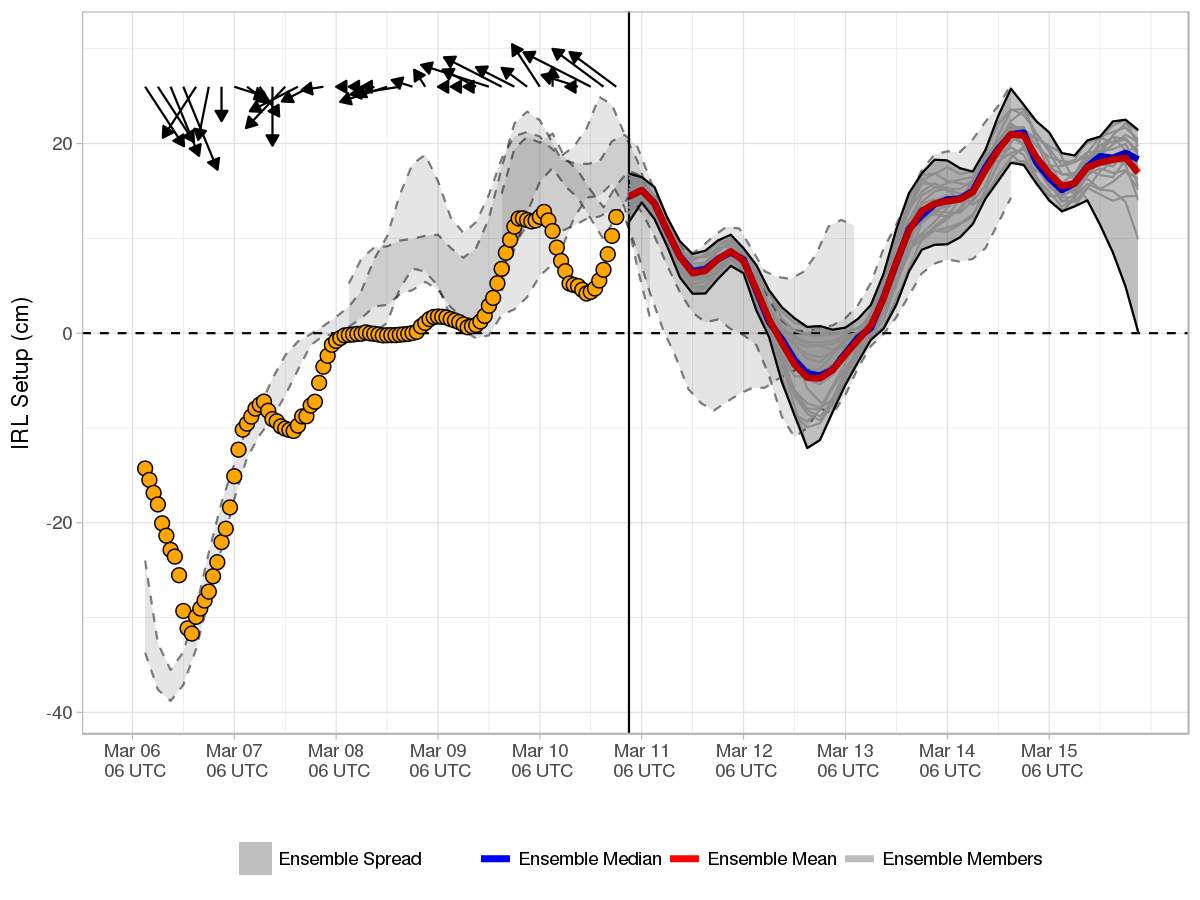 IRL Setup (cm)
20
0
-20
-40
Mar 06 Mar 07 Mar 08 Mar 09 Mar 10 Mar 11 Mar 12 Mar 13 Mar 14 Mar 15
06 UTC 06 UTC 06 UTC 06 UTC 06 UTC 06 UTC 06 UTC 06 UTC 06 UTC 06 UTC
Ensemble Spread Ensemble Median Ensemble Mean Ensemble Members